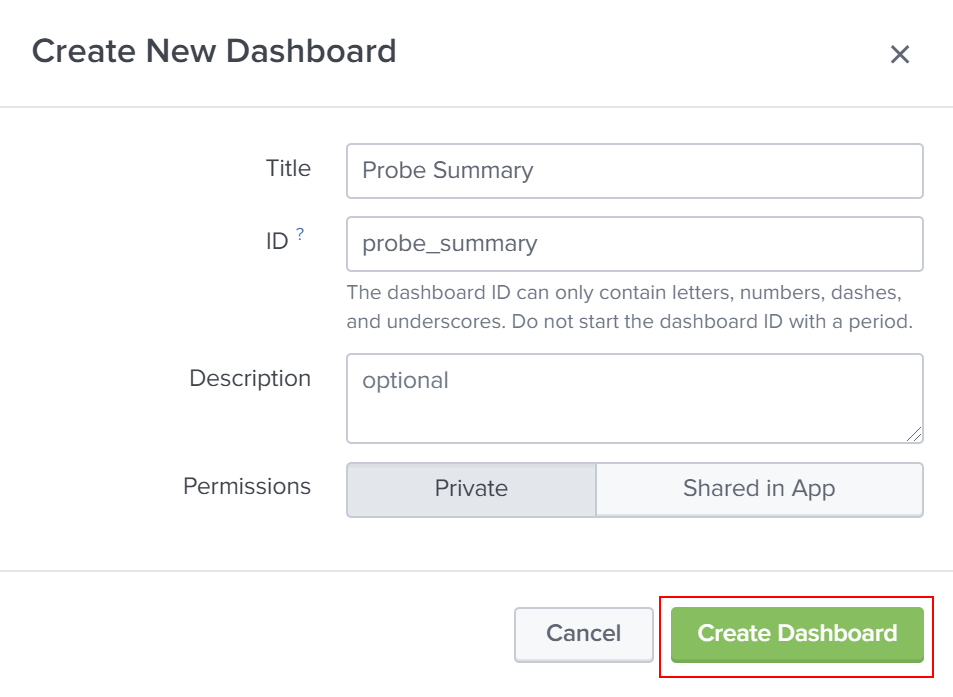 Create New Dashboard
Title
Probe Summary
ID ?
probe_summary
The dashboard ID can only contain letters, numbers, dashes,
and underscores. Do not start the dashboard ID with a period.
Description
optional
Permissions
Private
Shared in App
Cancel
Create Dashboard